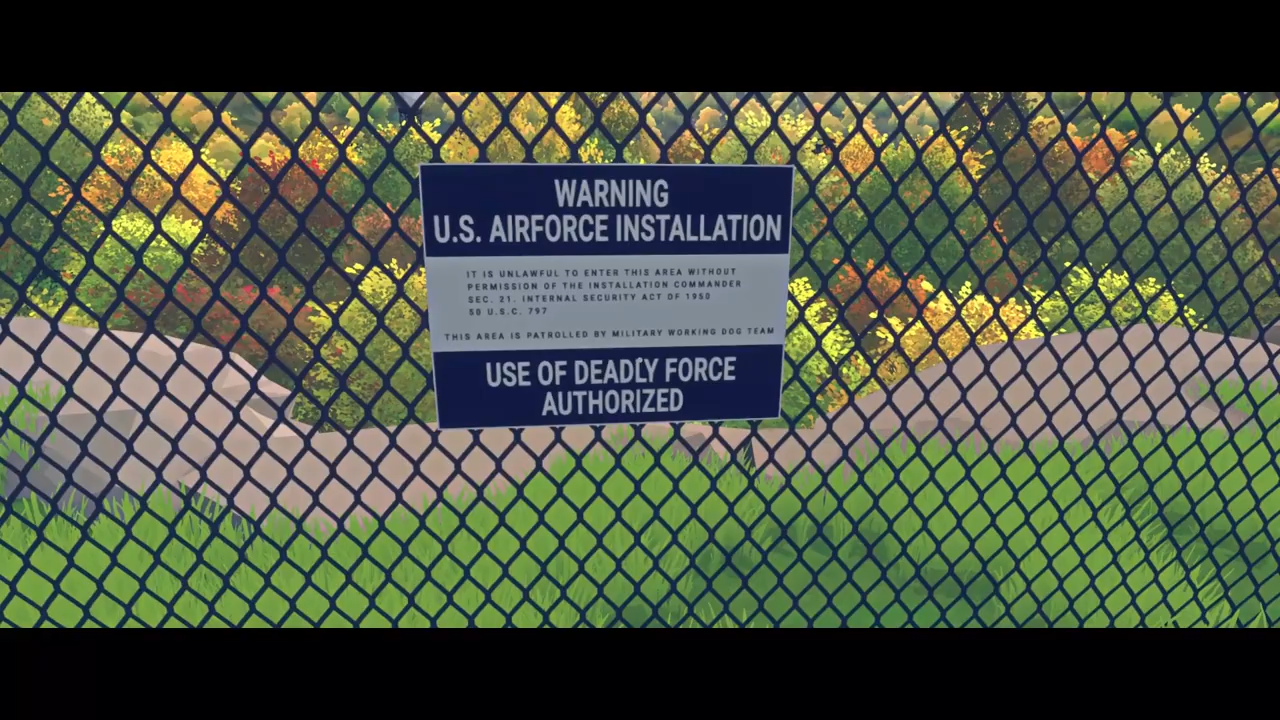 WARNING
U.S. AIRFORCE INSTALLATION
IT IS UNLAWFUL TO ENTER THIS AREA WITHOUT
PERMISSION OF THE INSTALLATION COMMANDER
SEC. 21. INTERNAL SECURITY ACT OF 1950
50 U.S.C. 797
THIS AREA IS PATROLLED BY MILITARY WORKING DOG TEAM
USE OF DEADLY FORCE
AUTHORIZED